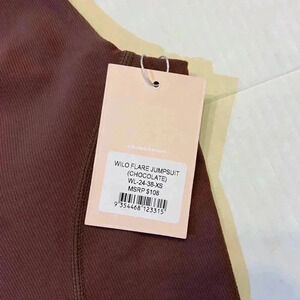 WILO FLARE JUMPSUIT
(CHOCOLATE)
WL-24-38-XS
MSRP $108
9 354468 123315